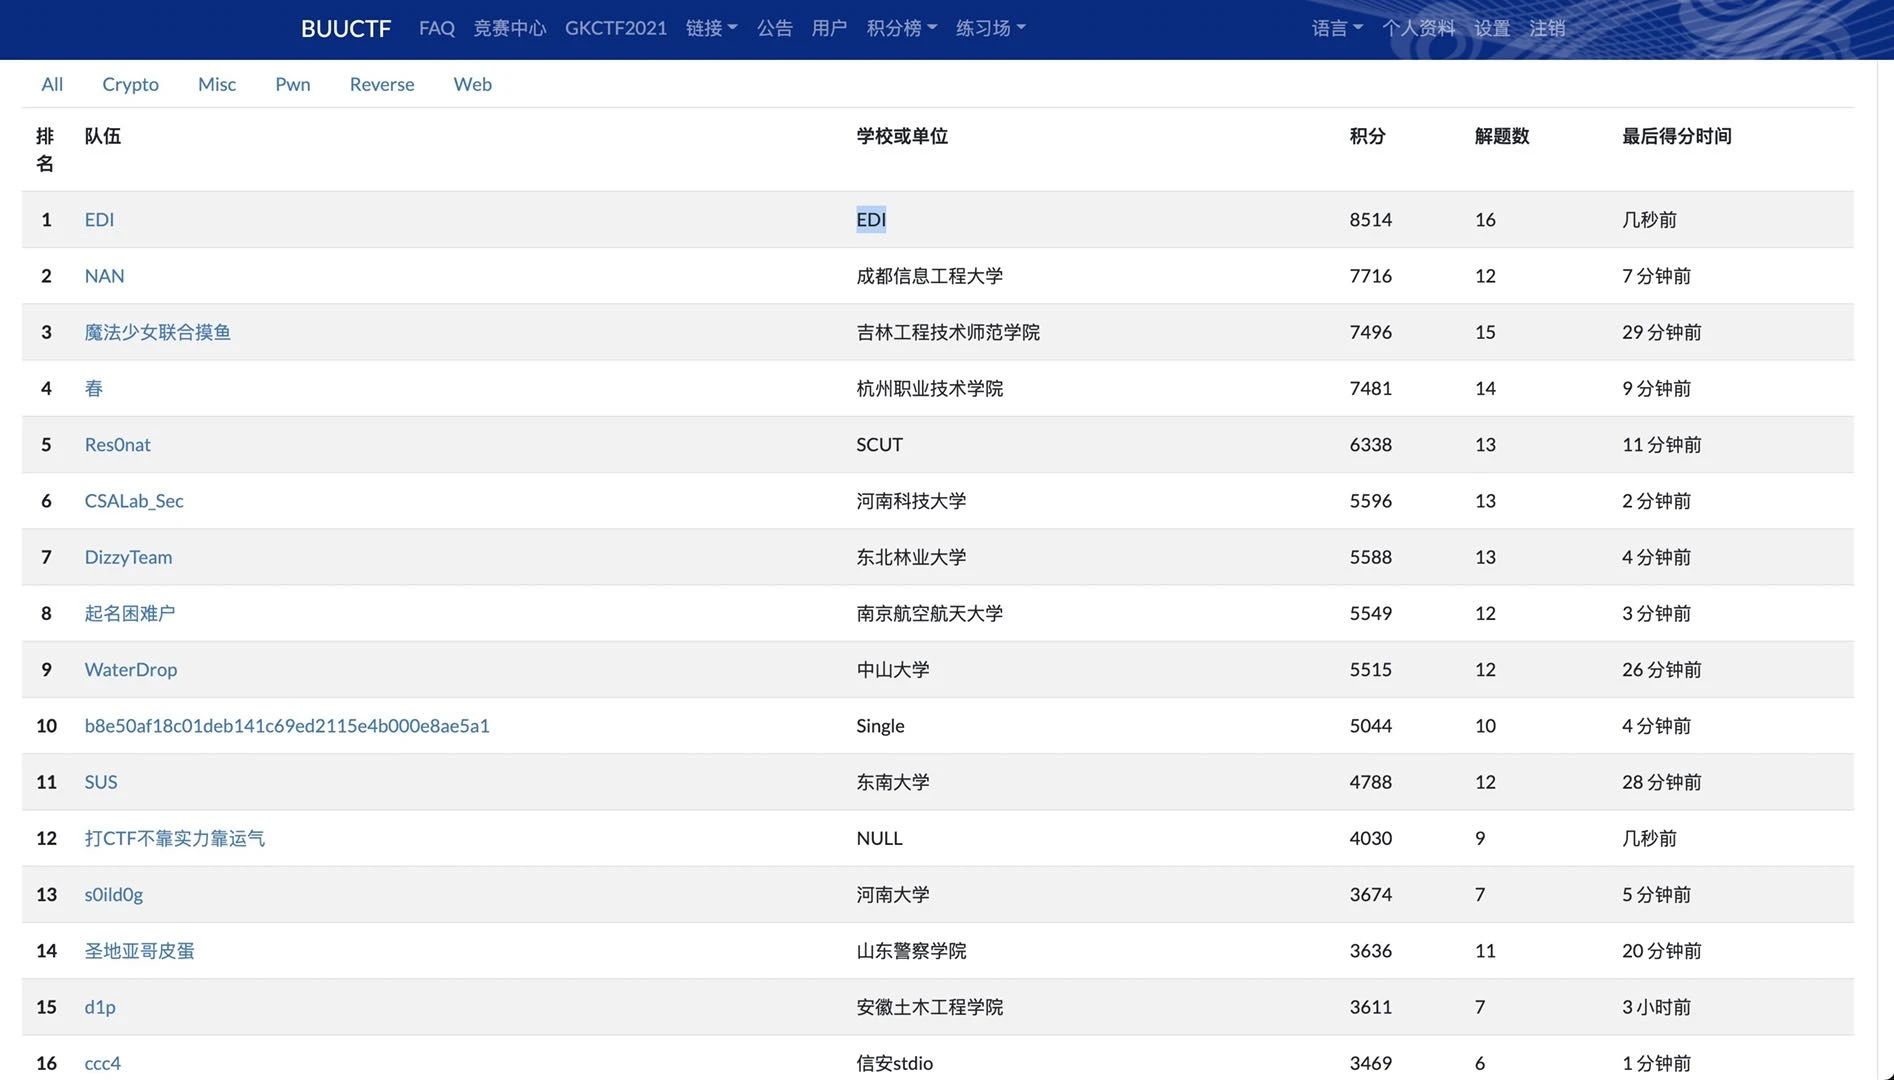 BUUCTF FAQ 竞赛中心 GKCTF2021 链接 公告 用户 积分榜 练习场 语言 个人资料 设置 注销
All Crypto Misc Pwn Reverse Web
排名 队伍 学校或单位 积分 解题数 最后得分时间
1 EDI EDI 8514 16 几秒前
2 NAN 成都信息工程大学 7716 12 7 分钟前
3 魔法少女联合摸鱼 吉林工程技术师范学院 7496 15 29 分钟前
4 春 杭州职业技术学院 7481 14 9 分钟前
5 Res0nat SCUT 6338 13 11 分钟前
6 CSALab_Sec 河南科技大学 5596 13 2 分钟前
7 DizzyTeam 东北林业大学 5588 13 4 分钟前
8 起名困难户 南京航空航天大学 5549 12 3 分钟前
9 WaterDrop 中山大学 5515 12 26 分钟前
10 b8e50af18c01deb141c69ed2115e4b000e8ae5a1 Single 5044 10 4 分钟前
11 SUS 东南大学 4788 12 28 分钟前
12 打CTF不靠实力靠运气 NULL 4030 9 几秒前
13 s0ild0g 河南大学 3674 7 5 分钟前
14 圣地亚哥皮蛋 山东警察学院 3636 11 20 分钟前
15 d1p 安徽土木工程学院 3611 7 3 小时前
16 ccc4 信安stdio 3469 6 1 分钟前